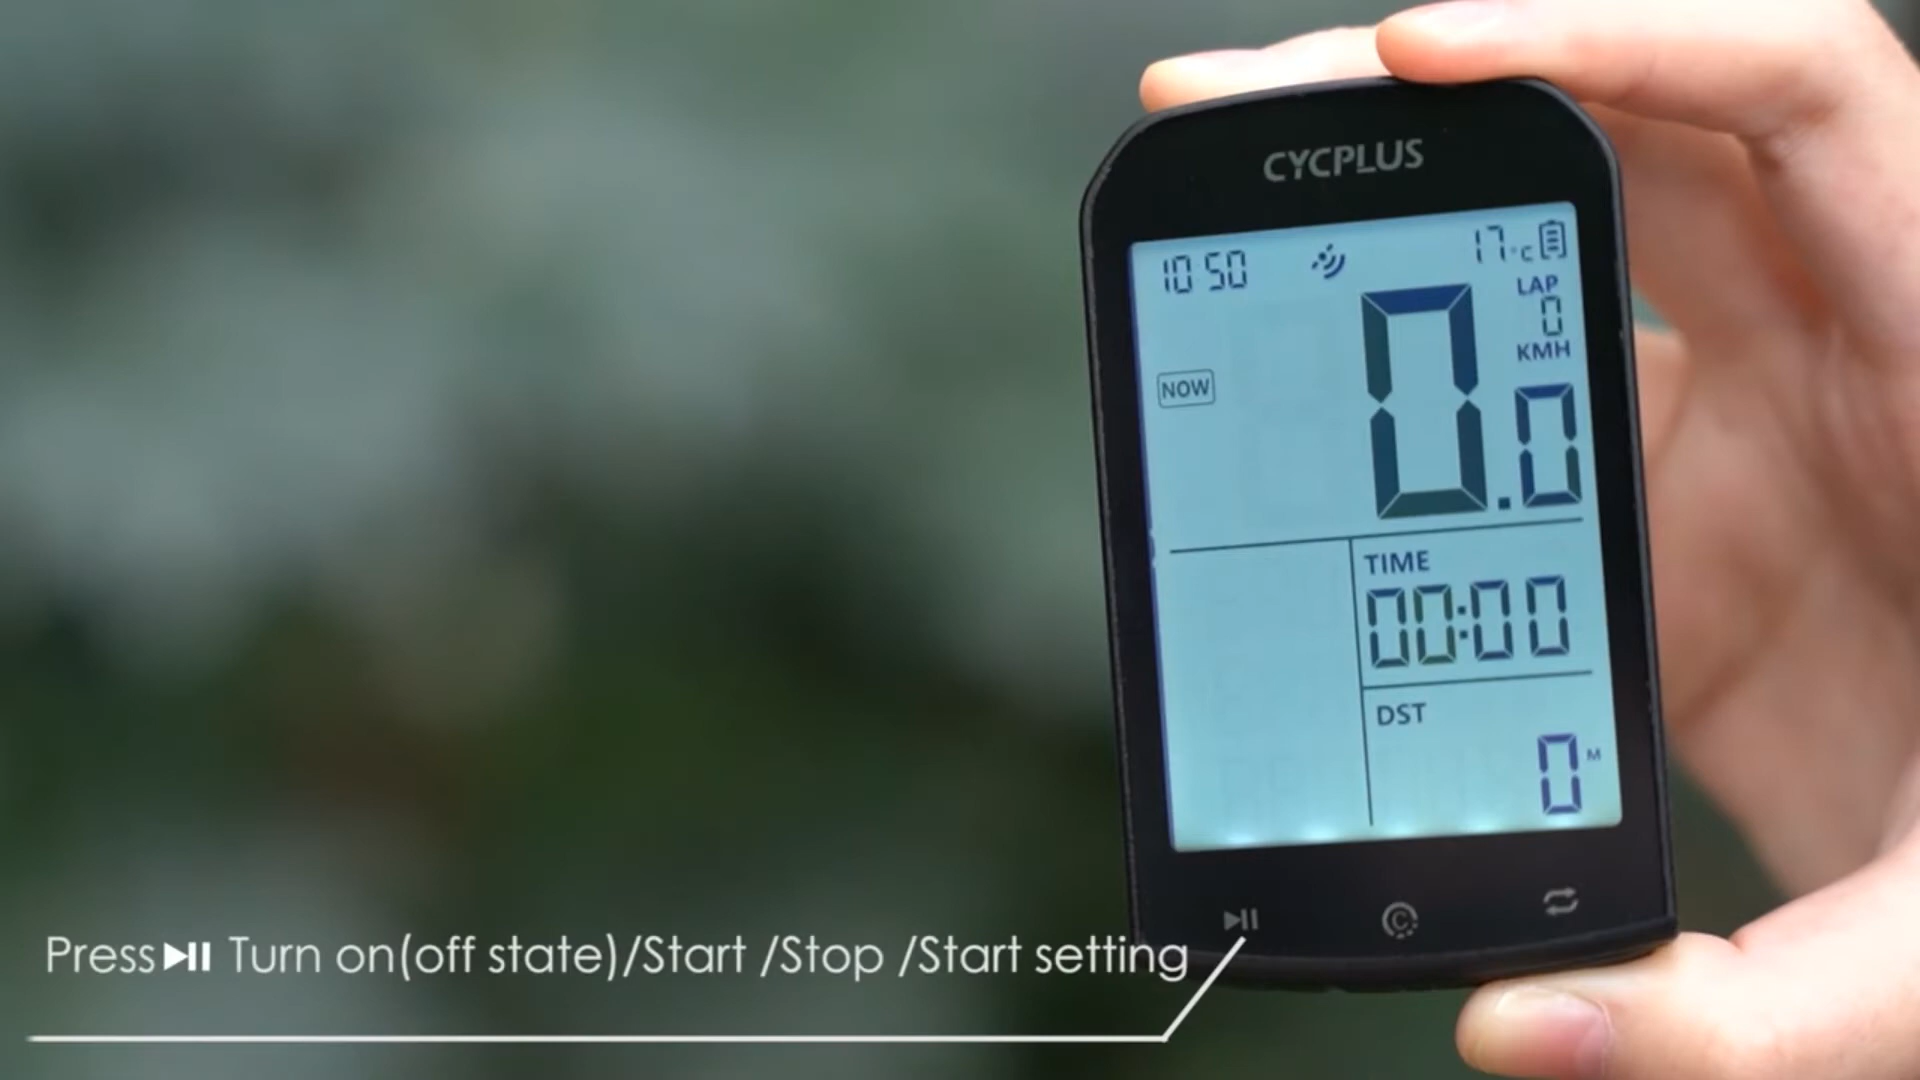 CYCPLUS
10:50 17°C
LAP
0
KMH
NOW
0.0
TIME
00:00
DST
0 M
Press⏯ Turn on(off state)/Start /Stop /Start setting